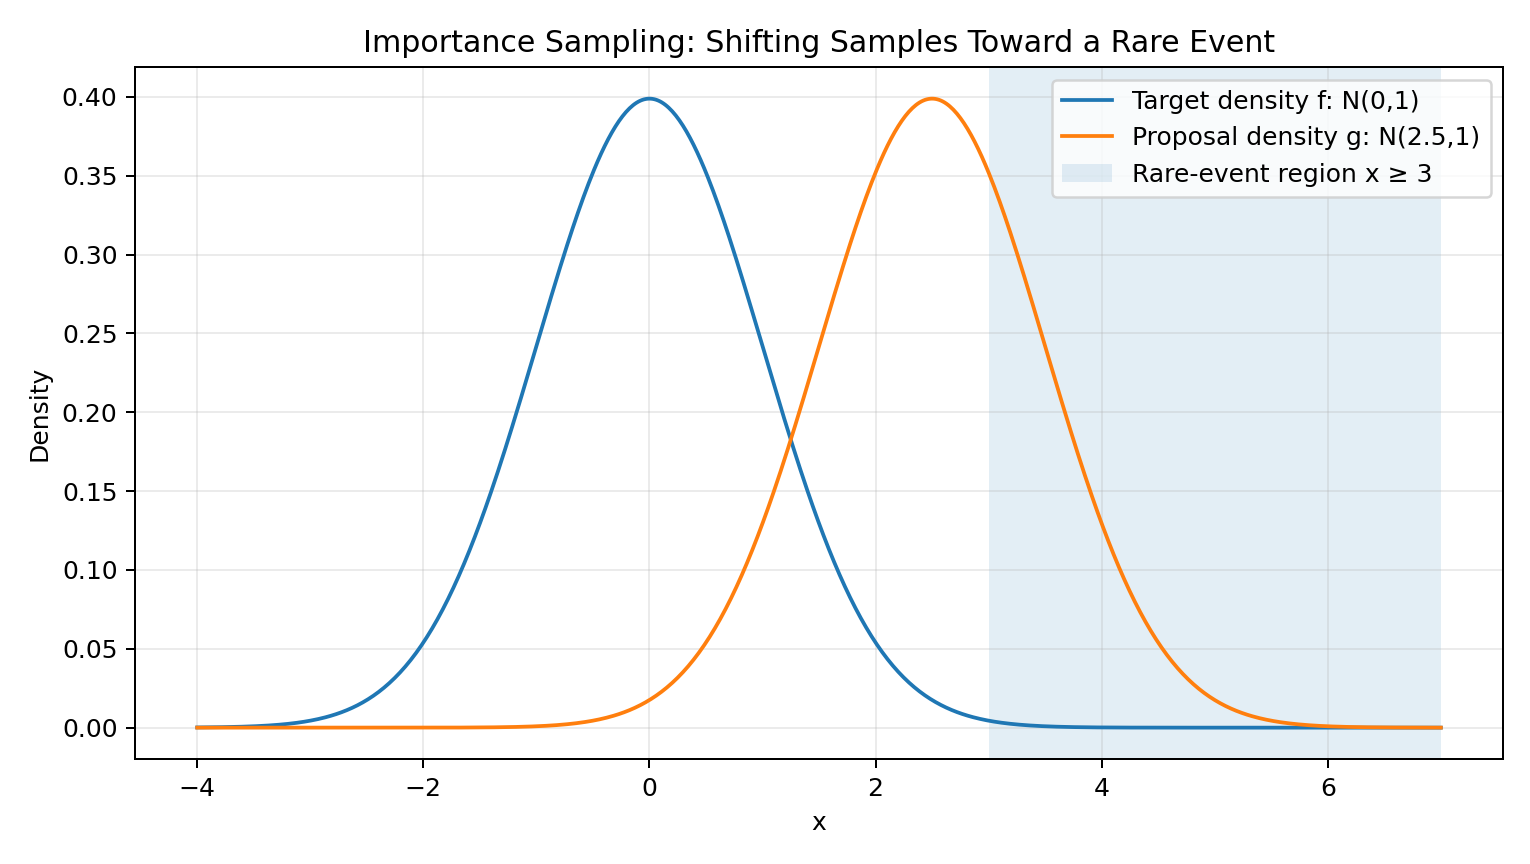 Importance Sampling: Shifting Samples Toward a Rare Event
Target density f: N(0,1)
Proposal density g: N(2.5,1)
Rare-event region x ≥ 3
0.40
0.35
0.30
0.25
0.20
0.15
0.10
0.05
0.00
Density
−4 −2 0 2 4 6
x